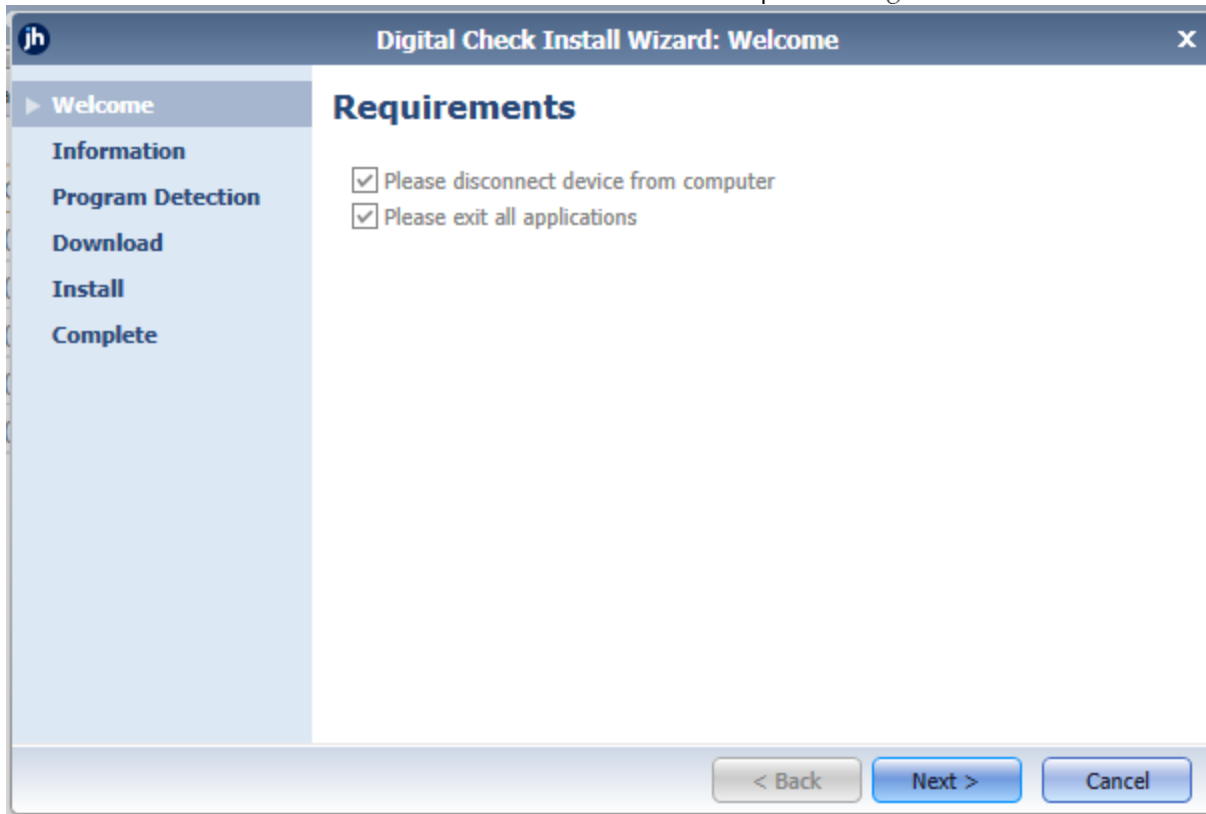 jh
Digital Check Install Wizard: Welcome
x
Welcome
Information
Program Detection
Download
Install
Complete
Requirements
Please disconnect device from computer
Please exit all applications
< Back
Next >
Cancel